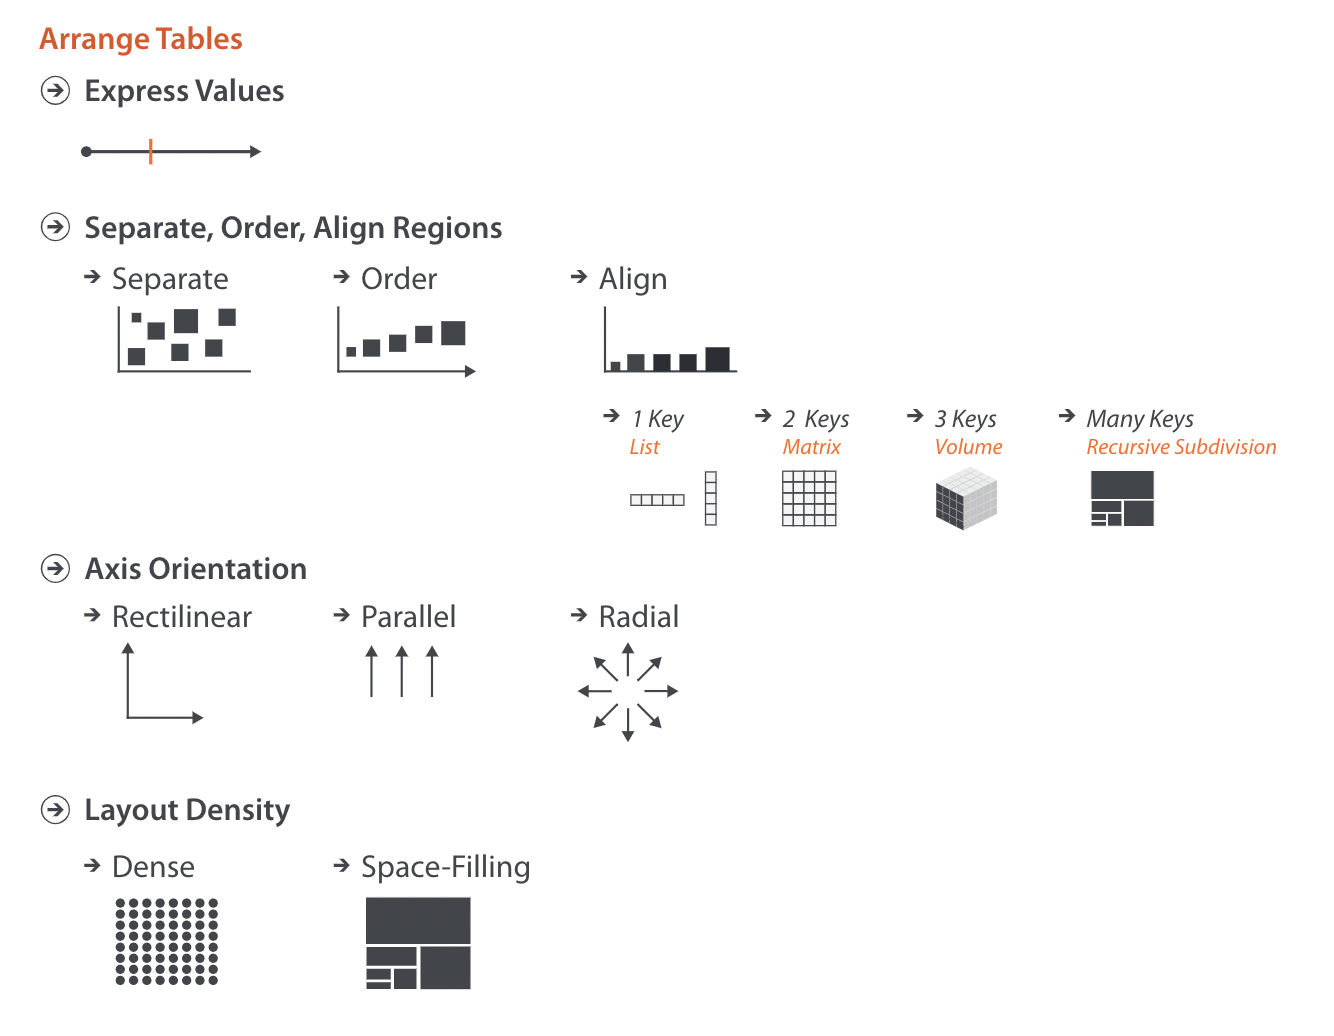 Arrange Tables
Express Values
Separate, Order, Align Regions
Separate
Order
Align
1 Key
List
2 Keys
Matrix
3 Keys
Volume
Many Keys
Recursive Subdivision
Axis Orientation
Rectilinear
Parallel
Radial
Layout Density
Dense
Space-Filling